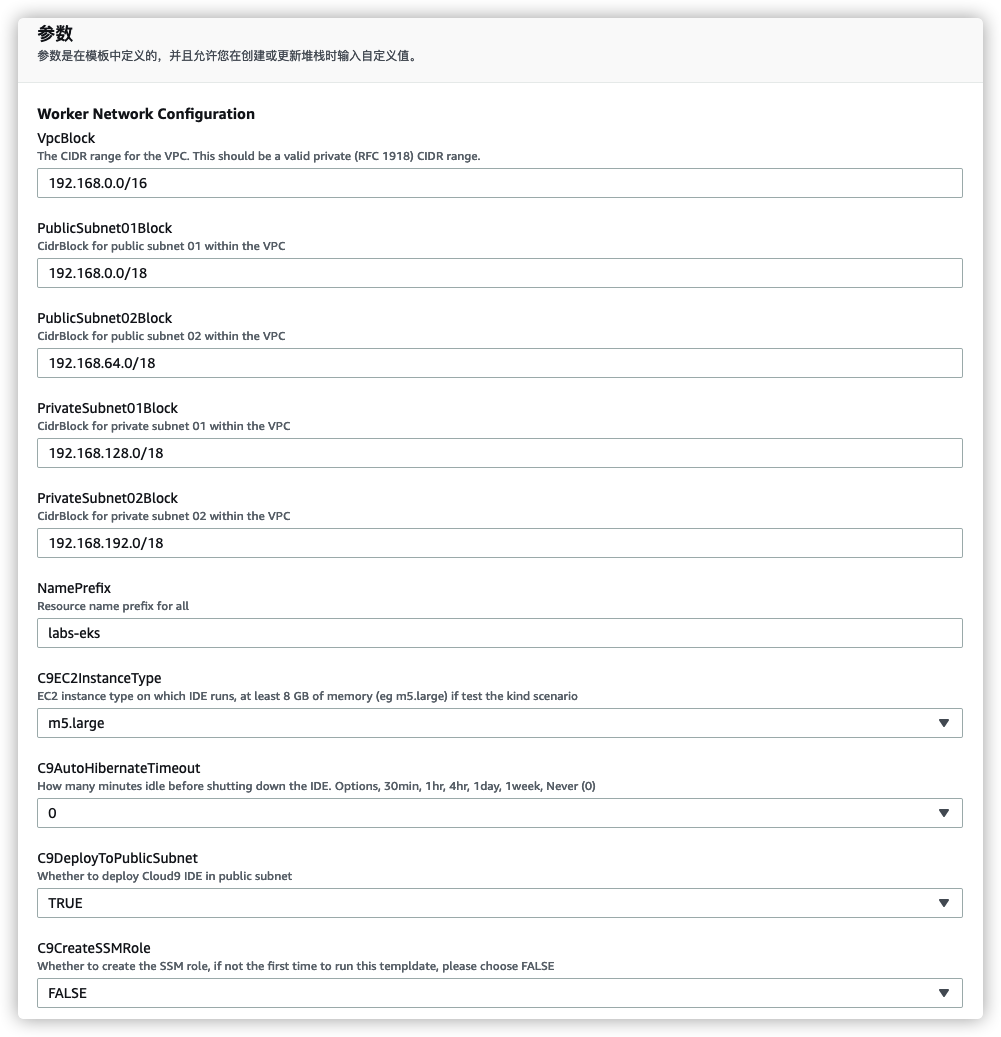 参数
参数是在模板中定义的，并且允许您在创建或更新堆栈时输入自定义值。
Worker Network Configuration
VpcBlock
The CIDR range for the VPC. This should be a valid private (RFC 1918) CIDR range.
192.168.0.0/16
PublicSubnet01Block
CidrBlock for public subnet 01 within the VPC
192.168.0.0/18
PublicSubnet02Block
CidrBlock for public subnet 02 within the VPC
192.168.64.0/18
PrivateSubnet01Block
CidrBlock for private subnet 01 within the VPC
192.168.128.0/18
PrivateSubnet02Block
CidrBlock for private subnet 02 within the VPC
192.168.192.0/18
NamePrefix
Resource name prefix for all
labs-eks
C9EC2InstanceType
EC2 instance type on which IDE runs, at least 8 GB of memory (eg m5.large) if test the kind scenario
m5.large
C9AutoHibernateTimeout
How many minutes idle before shutting down the IDE. Options, 30min, 1hr, 4hr, 1day, 1week, Never (0)
0
C9DeployToPublicSubnet
Whether to deploy Cloud9 IDE in public subnet
TRUE
C9CreateSSMRole
Whether to create the SSM role, if not the first time to run this templdate, please choose FALSE
FALSE